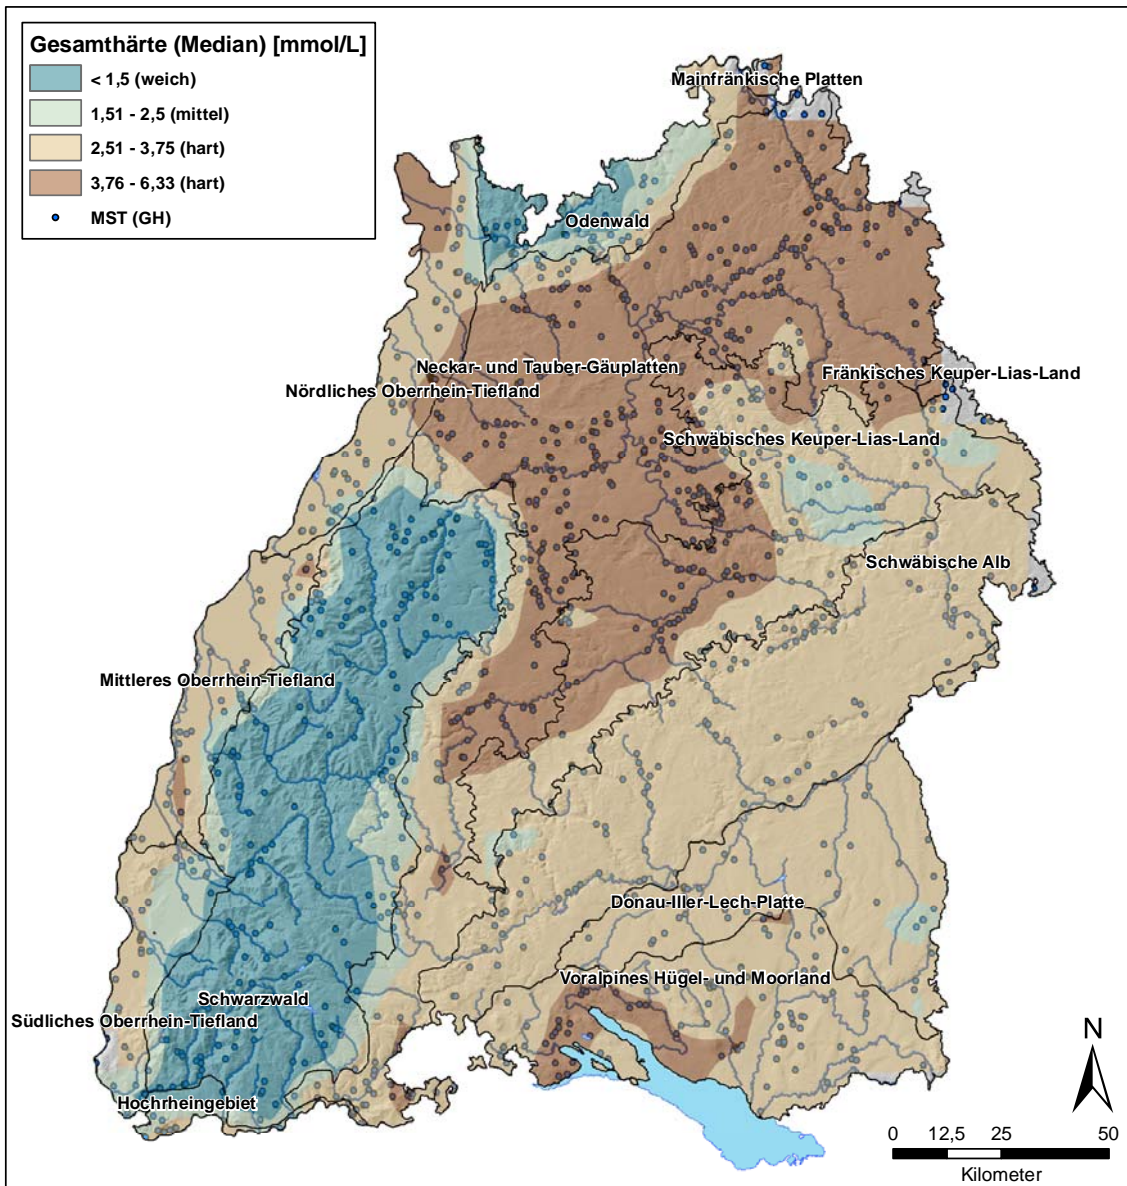 Gesamthärte (Median) [mmol/L]
< 1,5 (weich)
1,51 - 2,5 (mittel)
2,51 - 3,75 (hart)
3,76 - 6,33 (hart)
MST (GH)
Mainfränkische Platten
Odenwald
Neckar- und Tauber-Gäuplatten
Fränkisches Keuper-Lias-Land
Nördliches Oberrhein-Tiefland
Schwäbisches Keuper-Lias-Land
Schwäbische Alb
Mittleres Oberrhein-Tiefland
Donau-Iller-Lech-Platte
Voralpines Hügel- und Moorland
Schwarzwald
Südliches Oberrhein-Tiefland
Hochrheingebiet
N
0 12,5 25 50
Kilometer